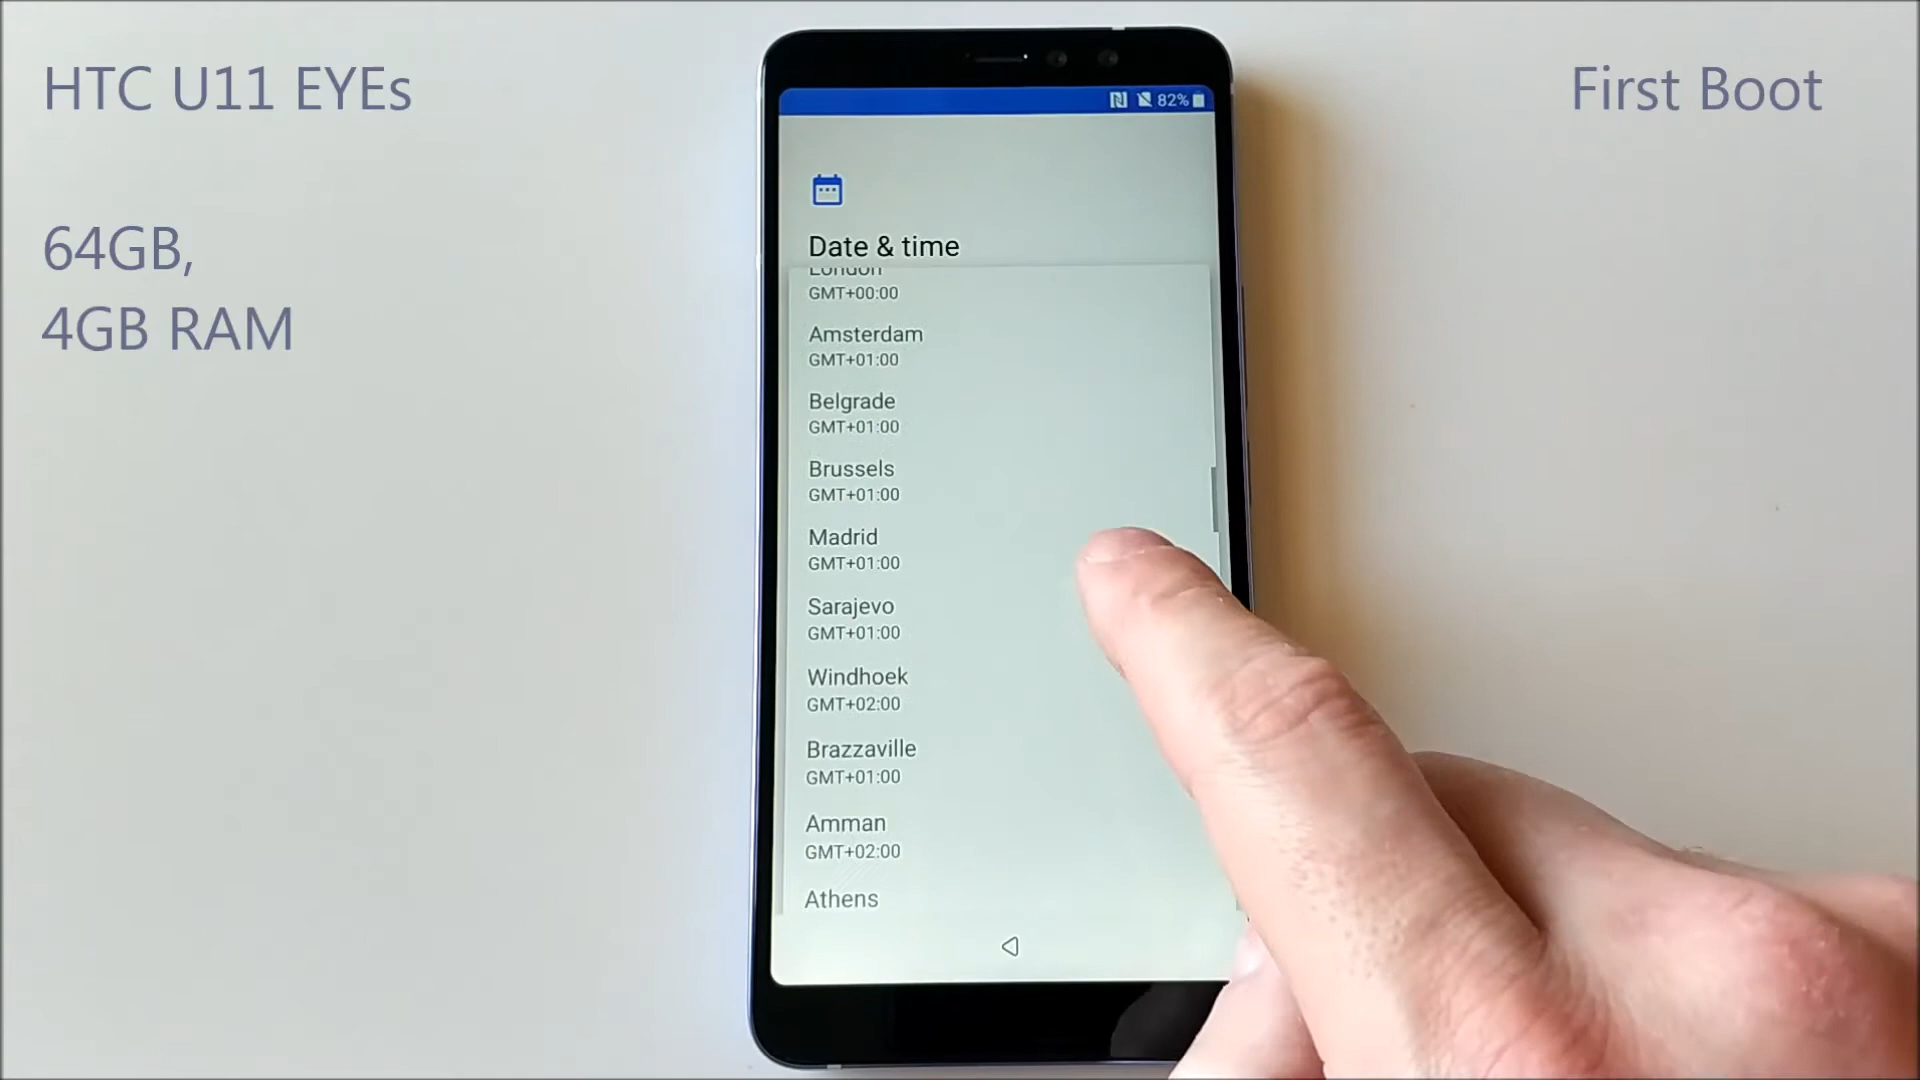 HTC U11 EYEs
First Boot
64GB,
4GB RAM
82%
Date & time
London
GMT+00:00
Amsterdam
GMT+01:00
Belgrade
GMT+01:00
Brussels
GMT+01:00
Madrid
GMT+01:00
Sarajevo
GMT+01:00
Windhoek
GMT+02:00
Brazzaville
GMT+01:00
Amman
GMT+02:00
Athens